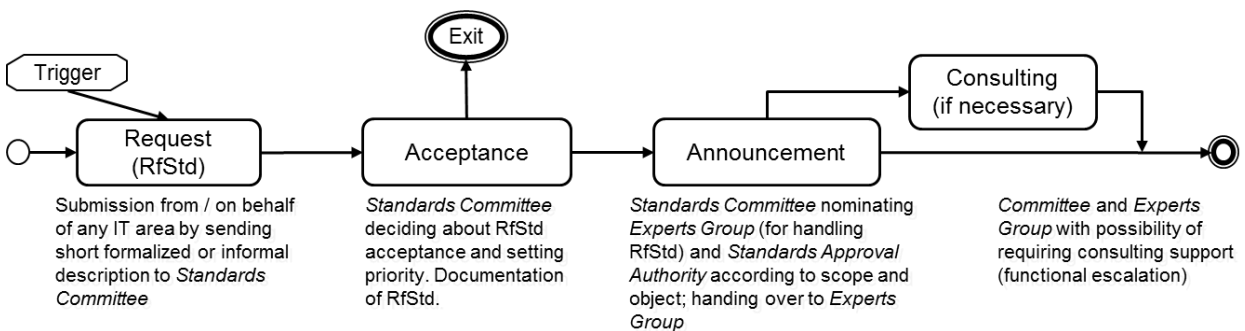 Exit
Trigger
Consulting
(if necessary)
Request
(RfStd)
Acceptance
Announcement
Submission from / on behalf
of any IT area by sending
short formalized or informal
description to Standards
Committee
Standards Committee
deciding about RfStd
acceptance and setting
priority. Documentation
of RfStd.
Standards Committee nominating
Experts Group (for handling
RfStd) and Standards Approval
Authority according to scope and
object; handing over to Experts
Group
Committee and Experts
Group with possibility of
requiring consulting support
(functional escalation)